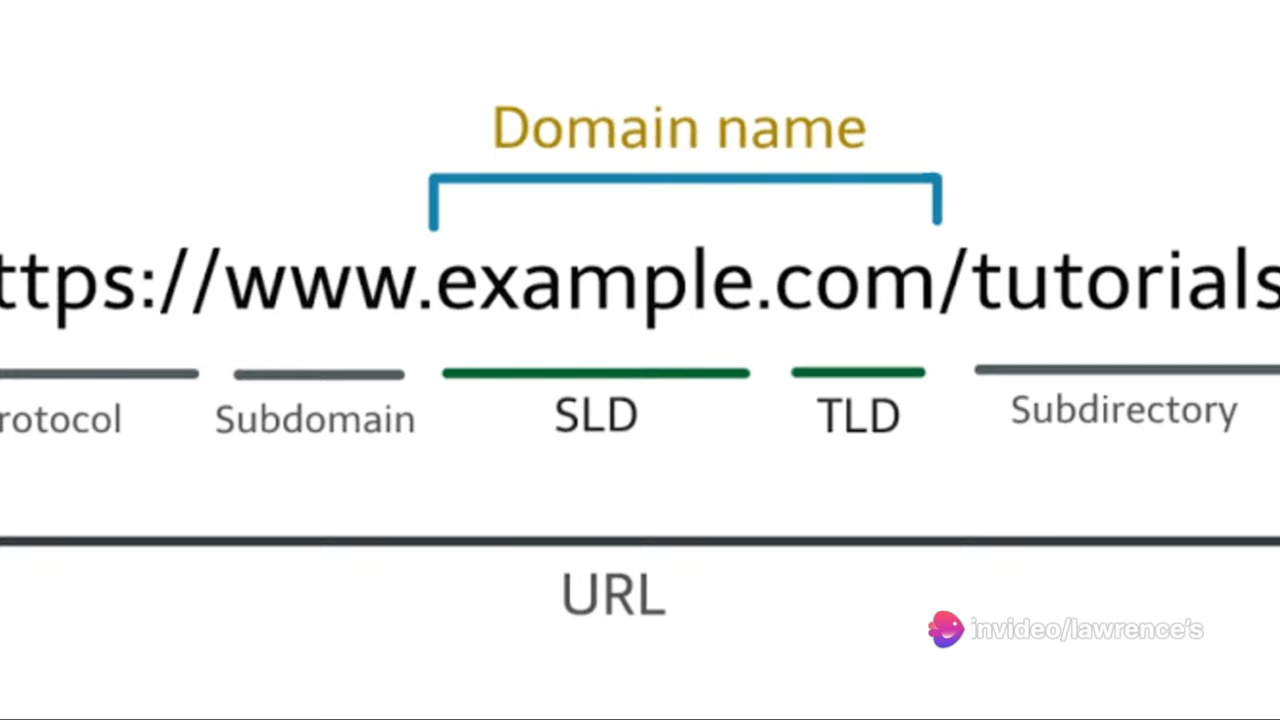 Domain name
ttps://www.example.com/tutorials
rotocol Subdomain SLD TLD Subdirectory
URL
invideo/lawrence's